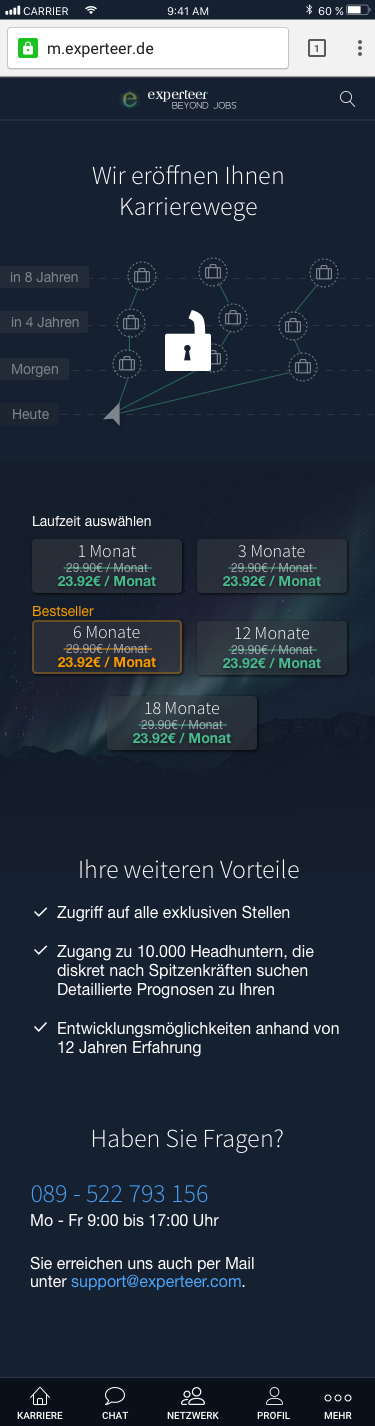 CARRIER 9:41 AM 60 %
m.experteer.de 1
experteer
BEYOND JOBS
Wir eröffnen Ihnen
Karrierewege
in 8 Jahren
in 4 Jahren
Morgen
Heute
Laufzeit auswählen
1 Monat
29.90€ / Monat
23.92€ / Monat
3 Monate
29.90€ / Monat
23.92€ / Monat
Bestseller
6 Monate
29.90€ / Monat
23.92€ / Monat
12 Monate
29.90€ / Monat
23.92€ / Monat
18 Monate
29.90€ / Monat
23.92€ / Monat
Ihre weiteren Vorteile
Zugriff auf alle exklusiven Stellen
Zugang zu 10.000 Headhuntern, die
diskret nach Spitzenkräften suchen
Detaillierte Prognosen zu Ihren
Entwicklungsmöglichkeiten anhand von
12 Jahren Erfahrung
Haben Sie Fragen?
089 - 522 793 156
Mo - Fr 9:00 bis 17:00 Uhr
Sie erreichen uns auch per Mail
unter support@experteer.com.
KARRIERE CHAT NETZWERK PROFIL MEHR